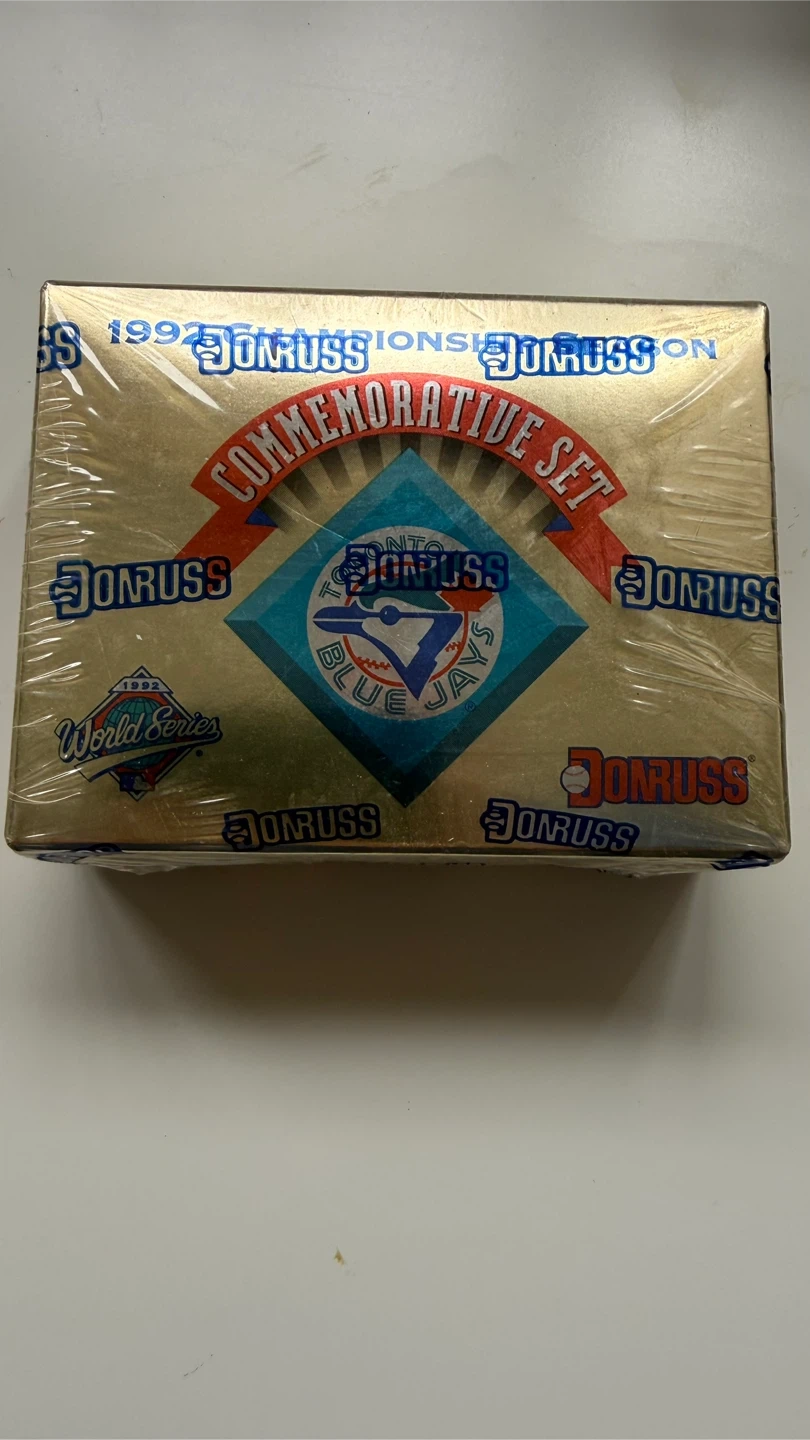 1992 CHAMPIONSHIP SEASON
SS DONRUSS DONRUSS
COMMEMORATIVE SET
DONRUSS DONRUSS DONRUSS
TORONTO
BLUE JAYS
1992
World Series
DONRUSS
DONRUSS DONRUSS